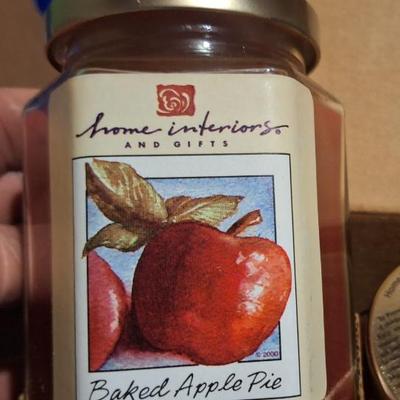 home interiors
AND GIFTS
© 2000
Baked Apple Pie